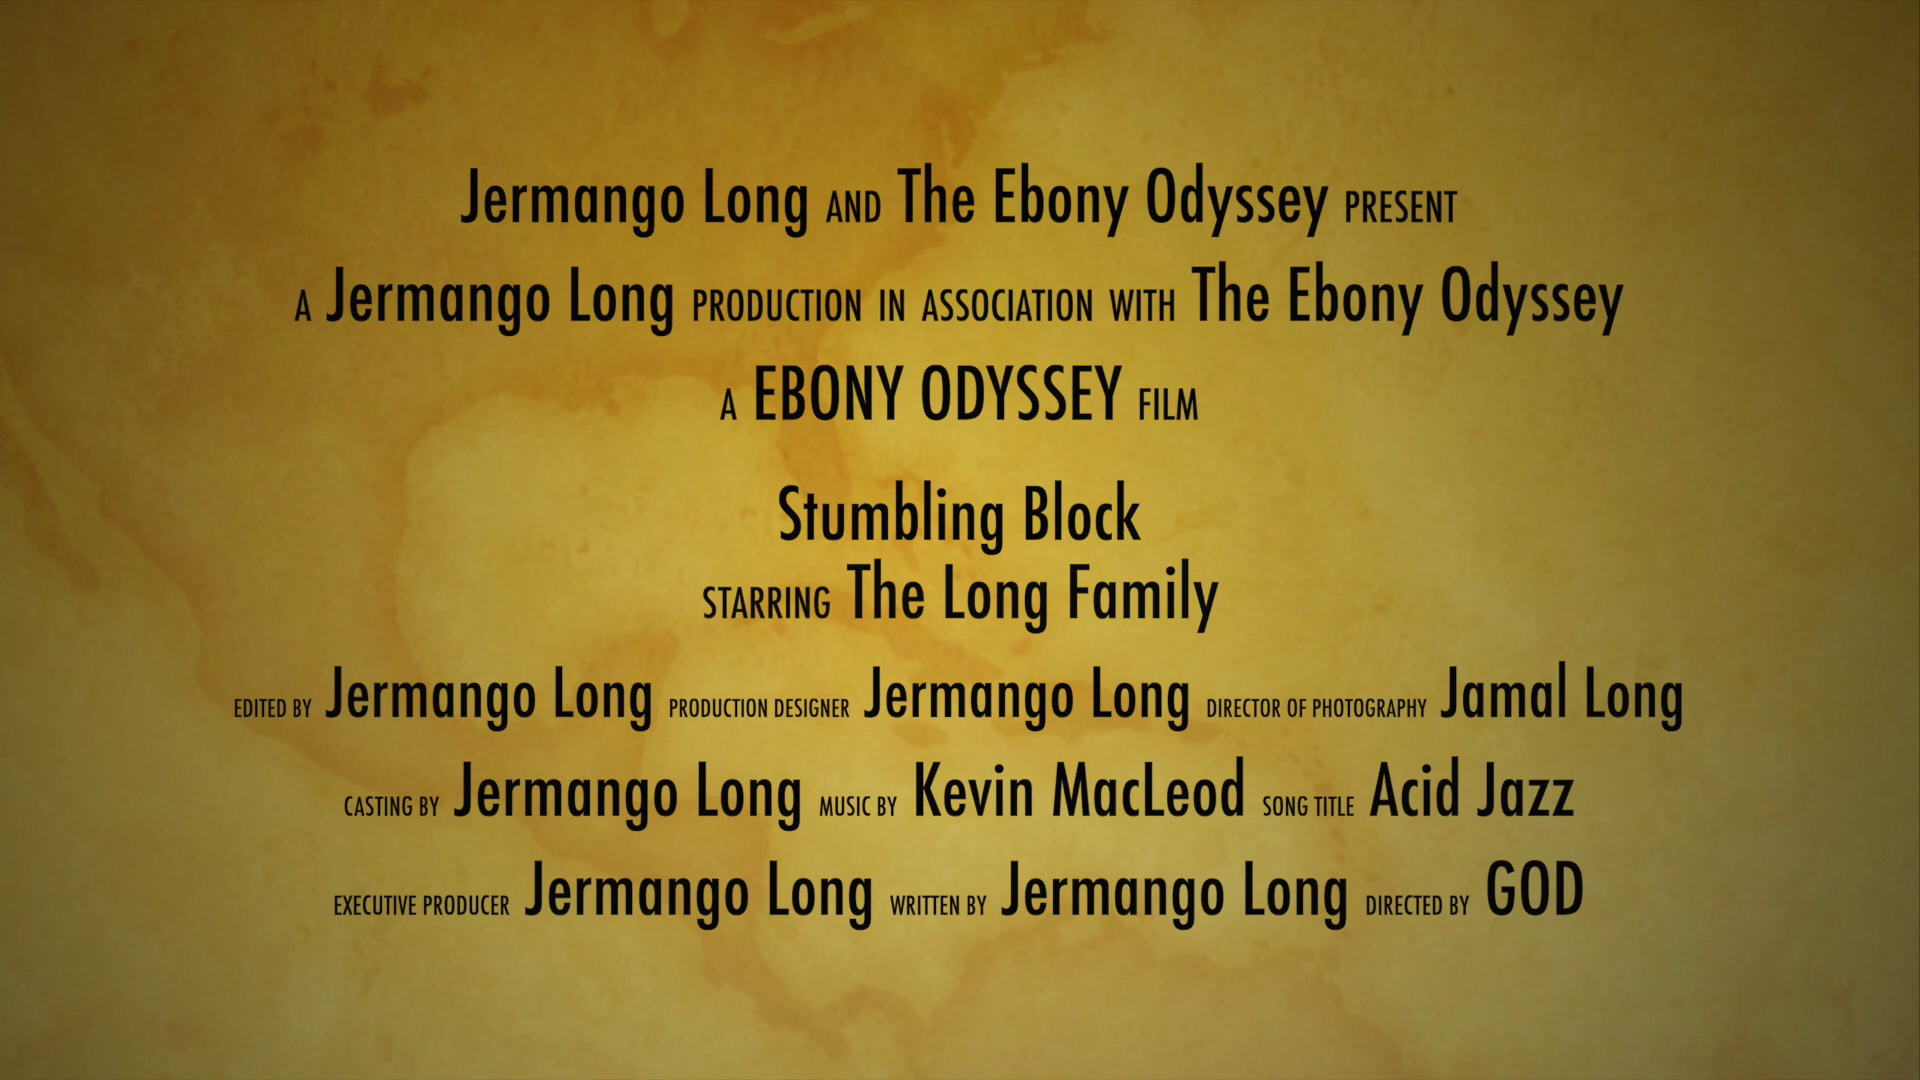 Jermango Long AND The Ebony Odyssey PRESENT
A Jermango Long PRODUCTION IN ASSOCIATION WITH The Ebony Odyssey
A EBONY ODYSSEY FILM
Stumbling Block
STARRING The Long Family
EDITED BY Jermango Long PRODUCTION DESIGNER Jermango Long DIRECTOR OF PHOTOGRAPHY Jamal Long
CASTING BY Jermango Long MUSIC BY Kevin MacLeod SONG TITLE Acid Jazz
EXECUTIVE PRODUCER Jermango Long WRITTEN BY Jermango Long DIRECTED BY GOD